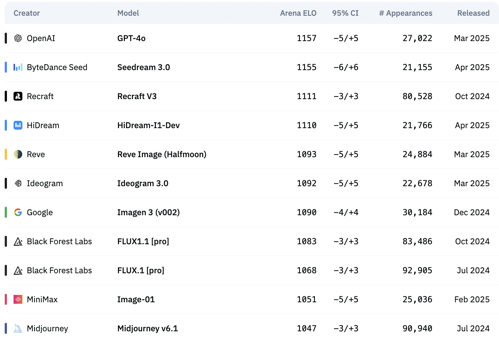 Creator Model Arena ELO 95% CI # Appearances Released
OpenAI GPT-4o 1157 −5/+5 27,022 Mar 2025
ByteDance Seed Seedream 3.0 1155 −6/+6 21,155 Apr 2025
Recraft Recraft V3 1111 −3/+3 80,528 Oct 2024
HiDream HiDream-I1-Dev 1110 −5/+5 21,766 Apr 2025
Reve Reve Image (Halfmoon) 1093 −5/+5 24,884 Mar 2025
Ideogram Ideogram 3.0 1092 −5/+5 22,678 Mar 2025
Google Imagen 3 (v002) 1090 −4/+4 30,184 Dec 2024
Black Forest Labs FLUX1.1 [pro] 1083 −3/+3 83,486 Oct 2024
Black Forest Labs FLUX.1 [pro] 1068 −3/+3 92,905 Jul 2024
MiniMax Image-01 1051 −5/+5 25,036 Feb 2025
Midjourney Midjourney v6.1 1047 −3/+3 90,940 Jul 2024